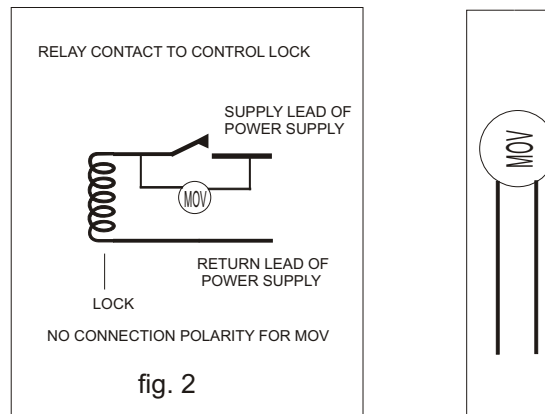 RELAY CONTACT TO CONTROL LOCK
SUPPLY LEAD OF
POWER SUPPLY
MOV
RETURN LEAD OF
POWER SUPPLY
LOCK
NO CONNECTION POLARITY FOR MOV
fig. 2
MOV